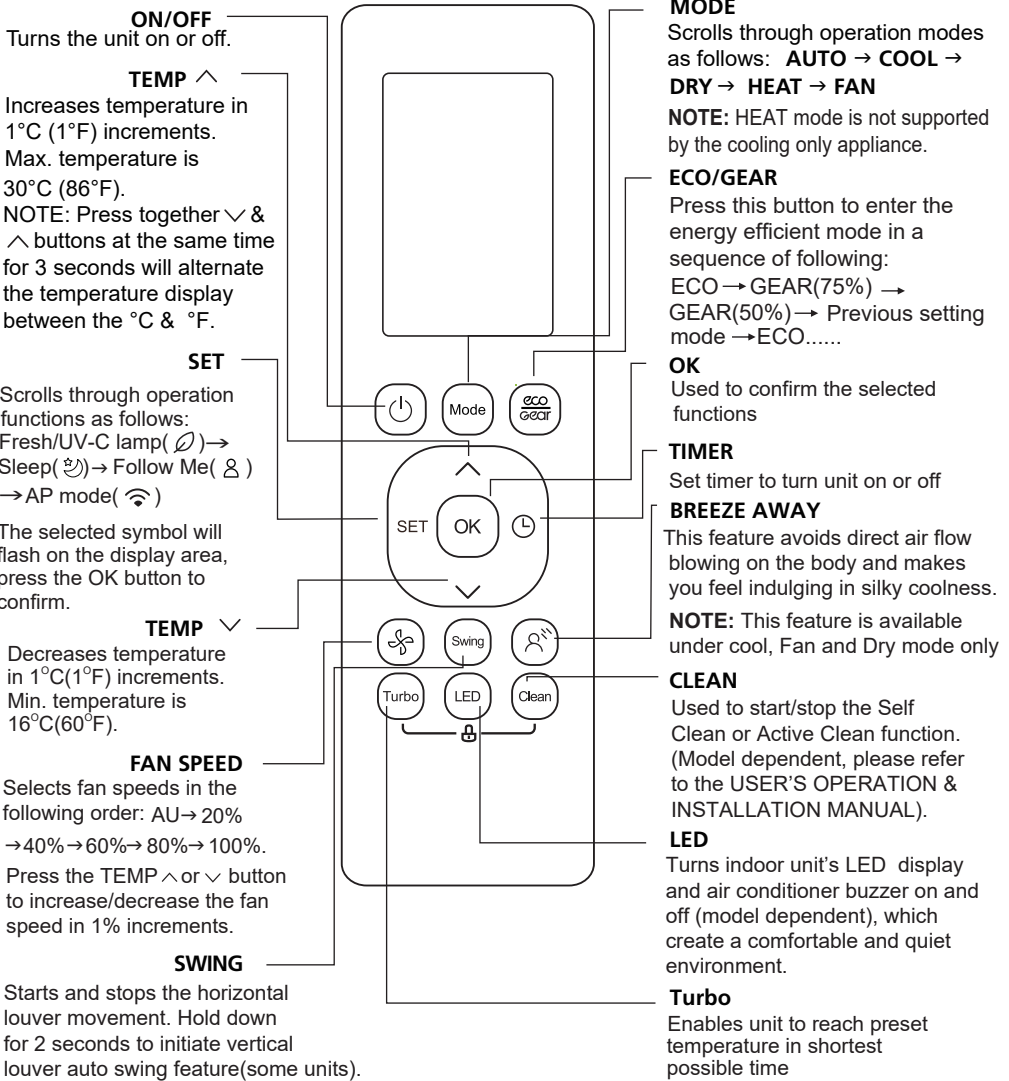 ON/OFF
Turns the unit on or off.
TEMP ︿
Increases temperature in
1°C (1°F) increments.
Max. temperature is
30°C (86°F).
NOTE: Press together ﹀ &
︿ buttons at the same time
for 3 seconds will alternate
the temperature display
between the °C & °F.
SET
Scrolls through operation
functions as follows:
Fresh/UV-C lamp( )→
Sleep( )→ Follow Me( )
→AP mode( )
The selected symbol will
flash on the display area,
press the OK button to
confirm.
TEMP ﹀
Decreases temperature
in 1°C(1°F) increments.
Min. temperature is
16°C(60°F).
FAN SPEED
Selects fan speeds in the
following order: AU→ 20%
→40%→60%→80%→100%.
Press the TEMP ︿ or ﹀ button
to increase/decrease the fan
speed in 1% increments.
SWING
Starts and stops the horizontal
louver movement. Hold down
for 2 seconds to initiate vertical
louver auto swing feature(some units).
Mode
eco
Gear
SET
OK
Swing
Turbo
LED
Clean
MODE
Scrolls through operation modes
as follows: AUTO → COOL →
DRY → HEAT → FAN
NOTE: HEAT mode is not supported
by the cooling only appliance.
ECO/GEAR
Press this button to enter the
energy efficient mode in a
sequence of following:
ECO→GEAR(75%) →
GEAR(50%)→ Previous setting
mode →ECO......
OK
Used to confirm the selected
functions
TIMER
Set timer to turn unit on or off
BREEZE AWAY
This feature avoids direct air flow
blowing on the body and makes
you feel indulging in silky coolness.
NOTE: This feature is available
under cool, Fan and Dry mode only
CLEAN
Used to start/stop the Self
Clean or Active Clean function.
(Model dependent, please refer
to the USER'S OPERATION &
INSTALLATION MANUAL).
LED
Turns indoor unit's LED display
and air conditioner buzzer on and
off (model dependent), which
create a comfortable and quiet
environment.
Turbo
Enables unit to reach preset
temperature in shortest
possible time